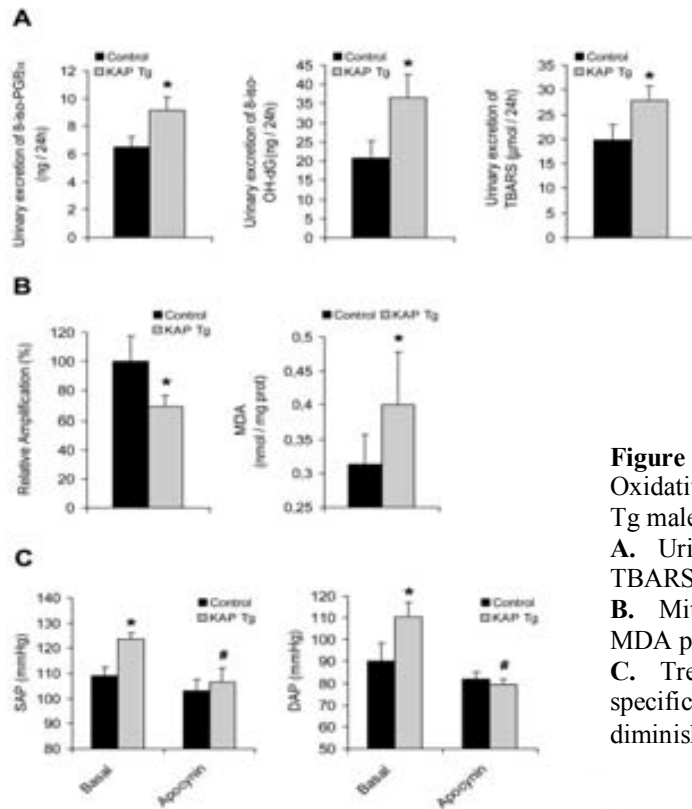 A
Control
KAP Tg
Urinary excretion of 8-iso-PGF2α
(ng / 24h)
12
10
8
6
4
2
0
*
Control
KAP Tg
Urinary excretion of 8-iso-
OH-dG(ng / 24h)
45
40
35
30
25
20
15
10
5
0
*
Control
KAP Tg
Urinary excretion of
TBARS (µmol / 24h)
35
30
25
20
15
10
5
0
*
B
Control
KAP Tg
Relative Amplification (%)
120
100
80
60
40
20
0
*
Control KAP Tg
MDA
(nmol / mg prot)
0,5
0,45
0,4
0,35
0,3
0,25
*
C
Control
KAP Tg
SAP (mmHg)
140
130
120
110
100
90
80
*
#
Basal
Apocynin
Control
KAP Tg
DAP (mmHg)
120
110
100
90
80
70
60
50
*
#
Basal
Apocynin
Figure
Oxidativ
Tg male
A. Uri
TBARS
B. Mit
MDA p
C. Tre
specific
diminish